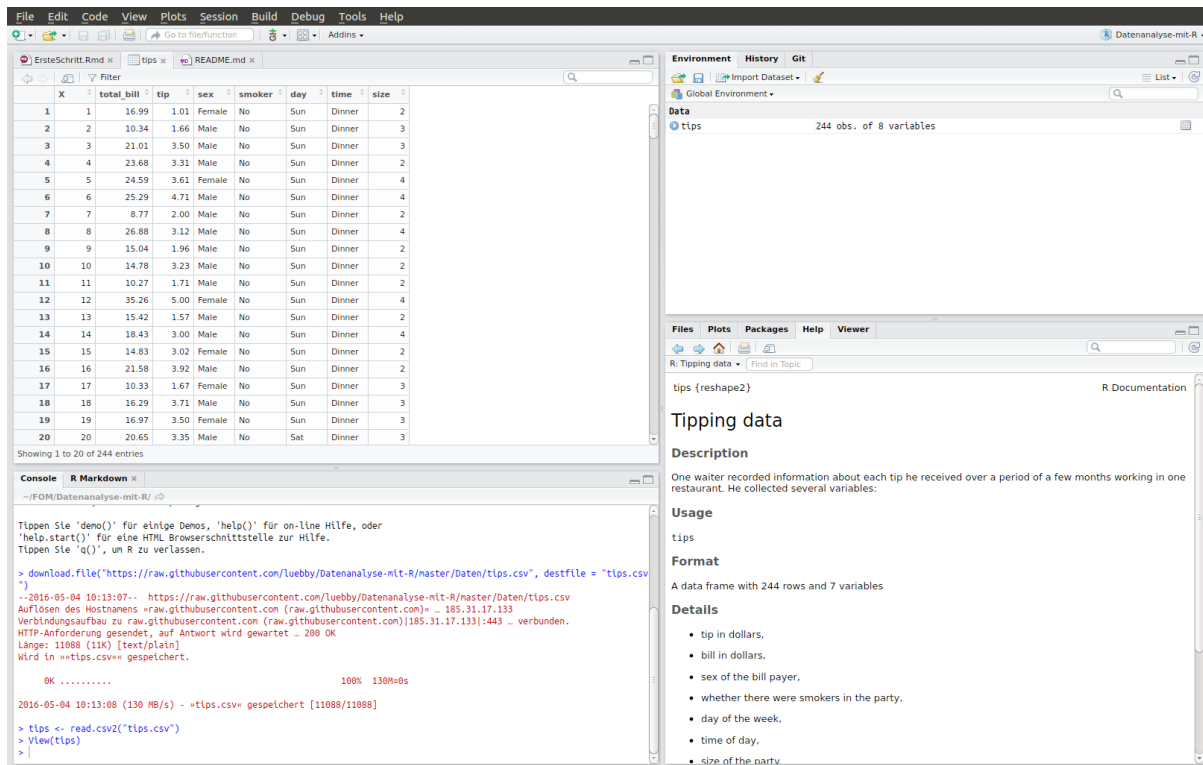 File Edit Code View Plots Session Build Debug Tools Help
Go to file/function Addins Datenanalyse-mit-R
ErsteSchritt.Rmd tips README.md
Filter
X total_bill tip sex smoker day time size
1 1 16.99 1.01 Female No Sun Dinner 2
2 2 10.34 1.66 Male No Sun Dinner 3
3 3 21.01 3.50 Male No Sun Dinner 3
4 4 23.68 3.31 Male No Sun Dinner 2
5 5 24.59 3.61 Female No Sun Dinner 4
6 6 25.29 4.71 Male No Sun Dinner 4
7 7 8.77 2.00 Male No Sun Dinner 2
8 8 26.88 3.12 Male No Sun Dinner 4
9 9 15.04 1.96 Male No Sun Dinner 2
10 10 14.78 3.23 Male No Sun Dinner 2
11 11 10.27 1.71 Male No Sun Dinner 2
12 12 35.26 5.00 Female No Sun Dinner 4
13 13 15.42 1.57 Male No Sun Dinner 2
14 14 18.43 3.00 Male No Sun Dinner 4
15 15 14.83 3.02 Female No Sun Dinner 2
16 16 21.58 3.92 Male No Sun Dinner 2
17 17 10.33 1.67 Female No Sun Dinner 3
18 18 16.29 3.71 Male No Sun Dinner 3
19 19 16.97 3.50 Female No Sun Dinner 3
20 20 20.65 3.35 Male No Sat Dinner 3
Showing 1 to 20 of 244 entries
Console R Markdown
~/FOM/Datenanalyse-mit-R/
Tippen Sie 'demo()' für einige Demos, 'help()' für on-line Hilfe, oder
'help.start()' für eine HTML Browserschnittstelle zur Hilfe.
Tippen Sie 'q()', um R zu verlassen.
> download.file("https://raw.githubusercontent.com/luebby/Datenanalyse-mit-R/master/Daten/tips.csv", destfile = "tips.csv
")
--2016-05-04 10:13:07-- https://raw.githubusercontent.com/luebby/Datenanalyse-mit-R/master/Daten/tips.csv
Auflösen des Hostnamens »raw.githubusercontent.com (raw.githubusercontent.com)« … 185.31.17.133
Verbindungsaufbau zu raw.githubusercontent.com (raw.githubusercontent.com)|185.31.17.133|:443 … verbunden.
HTTP-Anforderung gesendet, auf Antwort wird gewartet … 200 OK
Länge: 11088 (11K) [text/plain]
Wird in »»tips.csv«« gespeichert.
0K .......... 100% 130M=0s
2016-05-04 10:13:08 (130 MB/s) - »tips.csv« gespeichert [11088/11088]
> tips <- read.csv2("tips.csv")
> View(tips)
>
Environment History Git
Import Dataset List
Global Environment
Data
tips 244 obs. of 8 variables
Files Plots Packages Help Viewer
R: Tipping data Find in Topic
tips {reshape2} R Documentation
Tipping data
Description
One waiter recorded information about each tip he received over a period of a few months working in one
restaurant. He collected several variables:
Usage
tips
Format
A data frame with 244 rows and 7 variables
Details
• tip in dollars,
• bill in dollars,
• sex of the bill payer,
• whether there were smokers in the party,
• day of the week,
• time of day,
• size of the party.